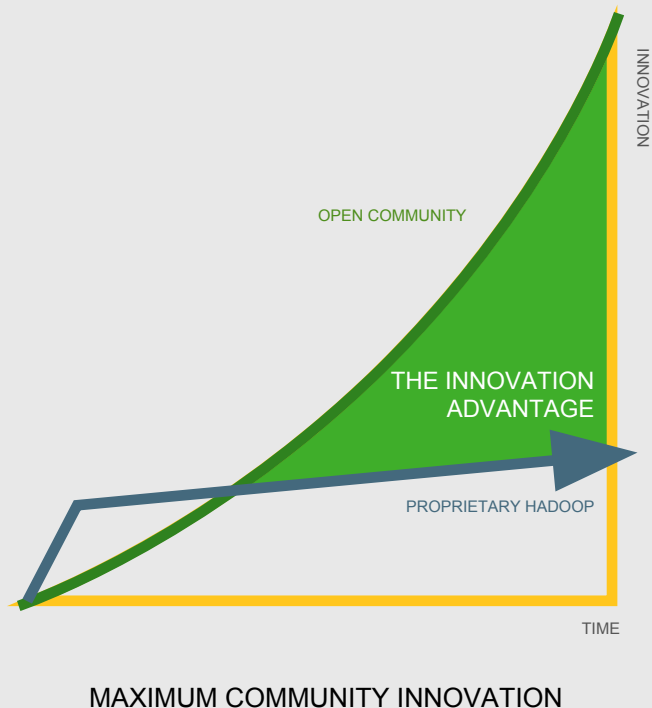 INNOVATION
OPEN COMMUNITY
THE INNOVATION
ADVANTAGE
PROPRIETARY HADOOP
TIME
MAXIMUM COMMUNITY INNOVATION